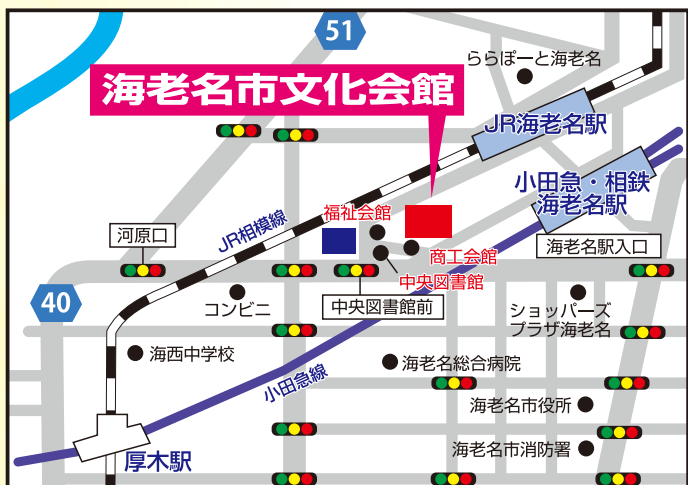 51
ららぽーと海老名
海老名市文化会館
JR海老名駅
小田急・相鉄
海老名駅
福祉会館
河原口
JR相模線
商工会館
海老名駅入口
中央図書館
40
コンビニ
中央図書館前
ショッパーズ
プラザ海老名
海西中学校
海老名総合病院
小田急線
海老名市役所
海老名市消防署
厚木駅